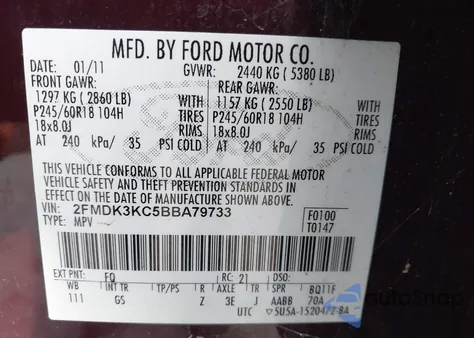 MFD. BY FORD MOTOR CO.
DATE: 01/11 GVWR: 2440 KG ( 5380 LB)
FRONT GAWR: REAR GAWR:
1297 KG (2860 LB) WITH 1157 KG (2550 LB) WITH
P245/60R18 104H TIRES P245/60R18 104H TIRES
18x8.0J RIMS 18x8.0J RIMS
AT 240 kPa/ 35 PSI COLD AT 240 kPa/ 35 PSI COLD
THIS VEHICLE CONFORMS TO ALL APPLICABLE FEDERAL MOTOR
VEHICLE SAFETY AND THEFT PREVENTION STANDARDS IN
EFFECT ON THE DATE OF MANUFACTURE SHOWN ABOVE.
VIN: 2FMDK3KC5BBA79733 F0100
TYPE: MPV T0147
EXT PNT: FQ RC: 21 DSO:
WB INT TR TP/PS R AXLE TR SPR BQ11F
111 GS Z 3E J AABB 70A
UTC 5U5A-1520472-BA
autoSnap